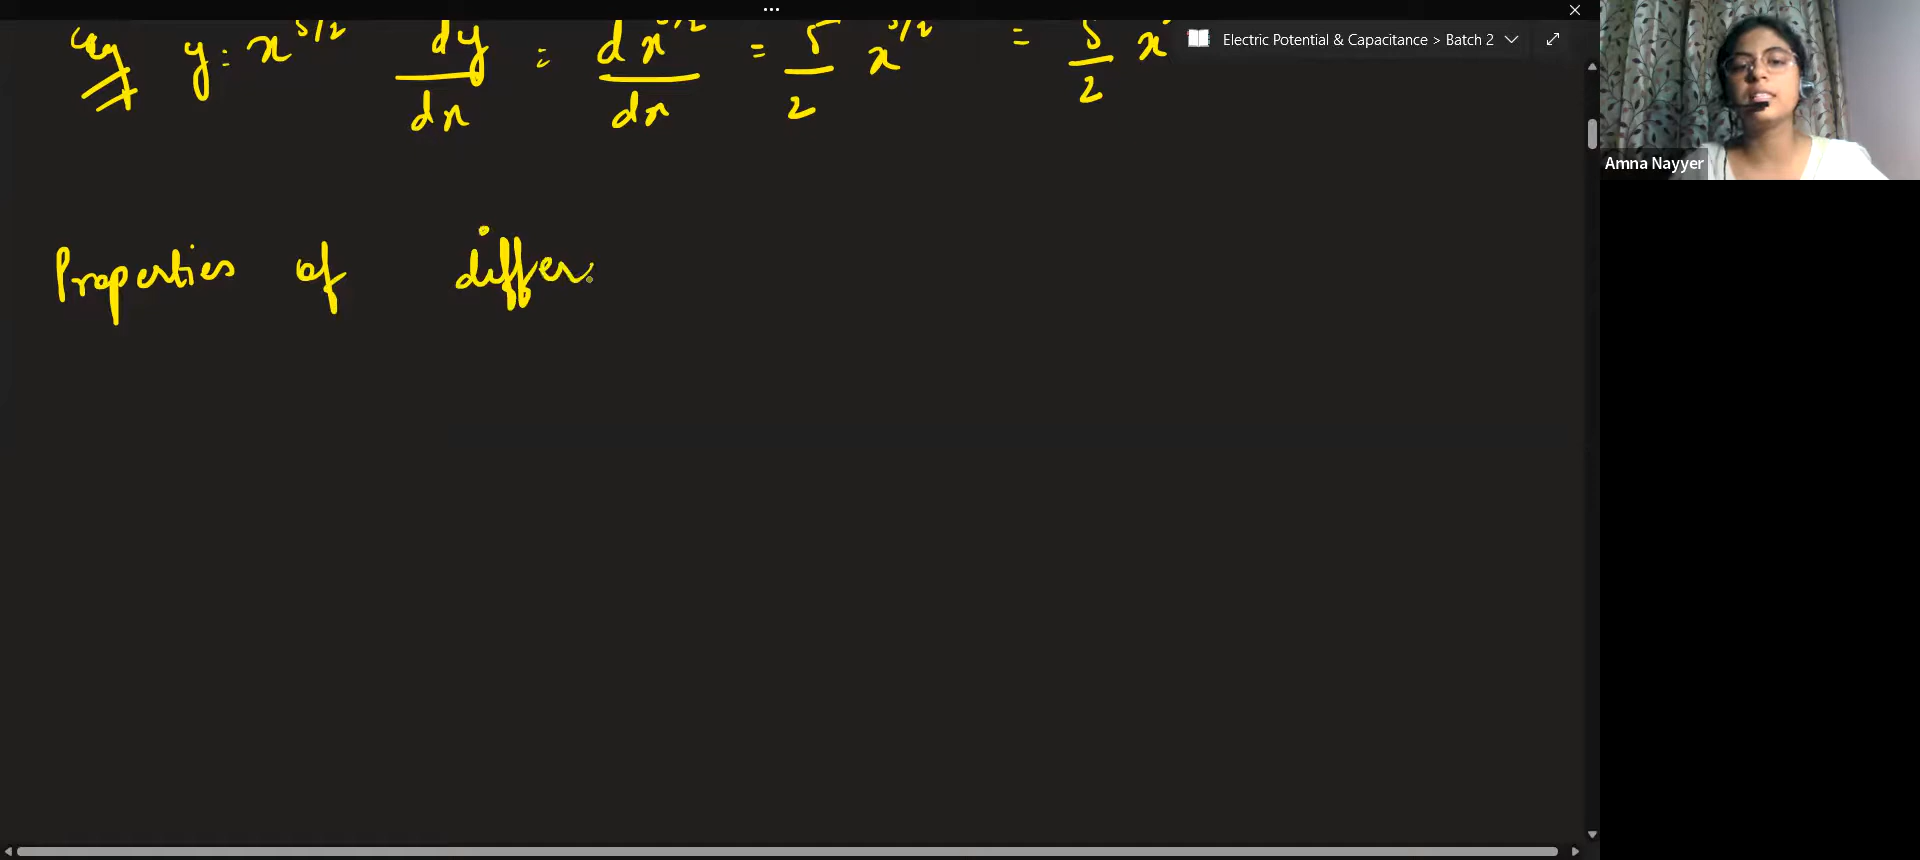 Electric Potential & Capacitance > Batch 2
eg y = x^5/2 dy/dx = d x^5/2 / dx = 5/2 x = 5/2 x
Amna Nayyer
Properties of differ